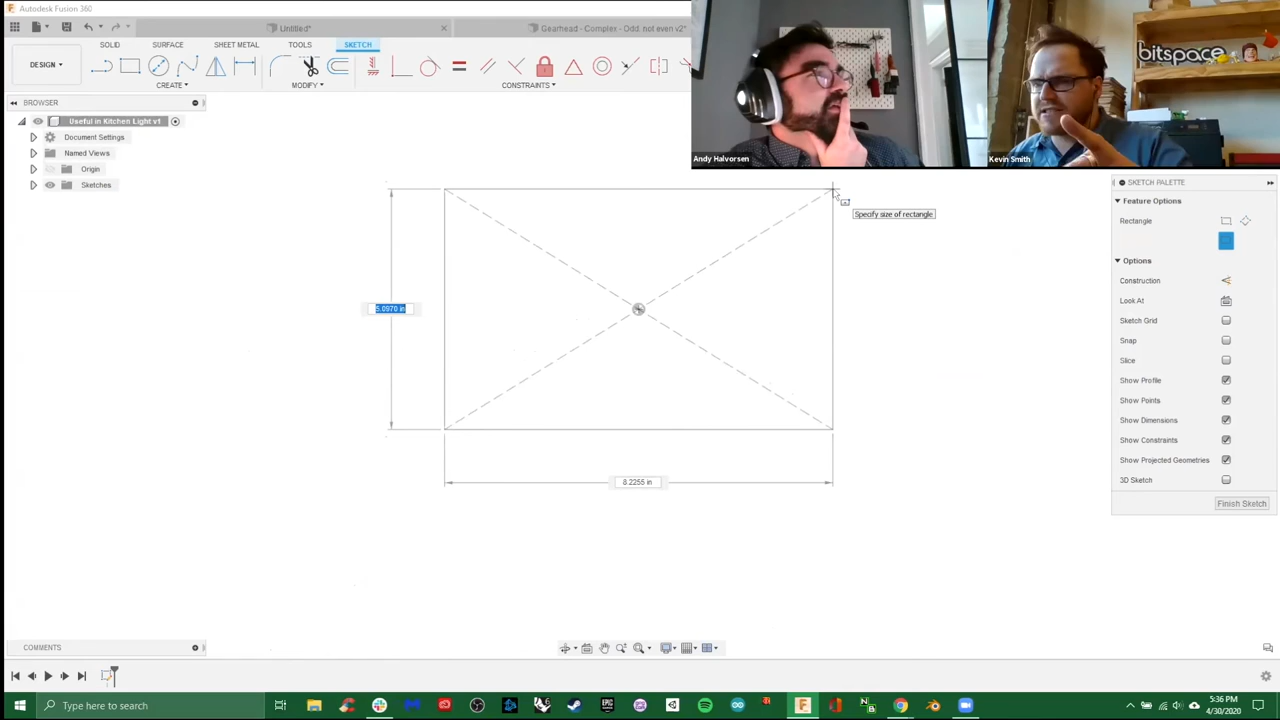 Autodesk Fusion 360
Untitled*
Gearhead - Complex - Odd. not even v2*
DESIGN
SOLID
SURFACE
SHEET METAL
TOOLS
SKETCH
CREATE
MODIFY
CONSTRAINTS
bitspace
Andy Halvorsen
Kevin Smith
BROWSER
Useful in Kitchen Light v1
Document Settings
Named Views
Origin
Sketches
Specify size of rectangle
5.0970 in
8.2255 in
SKETCH PALETTE
Feature Options
Rectangle
Options
Construction
Look At
Sketch Grid
Snap
Slice
Show Profile
Show Points
Show Dimensions
Show Constraints
Show Projected Geometries
3D Sketch
Finish Sketch
COMMENTS
Type here to search
EPIC
5:36 PM
4/30/2020